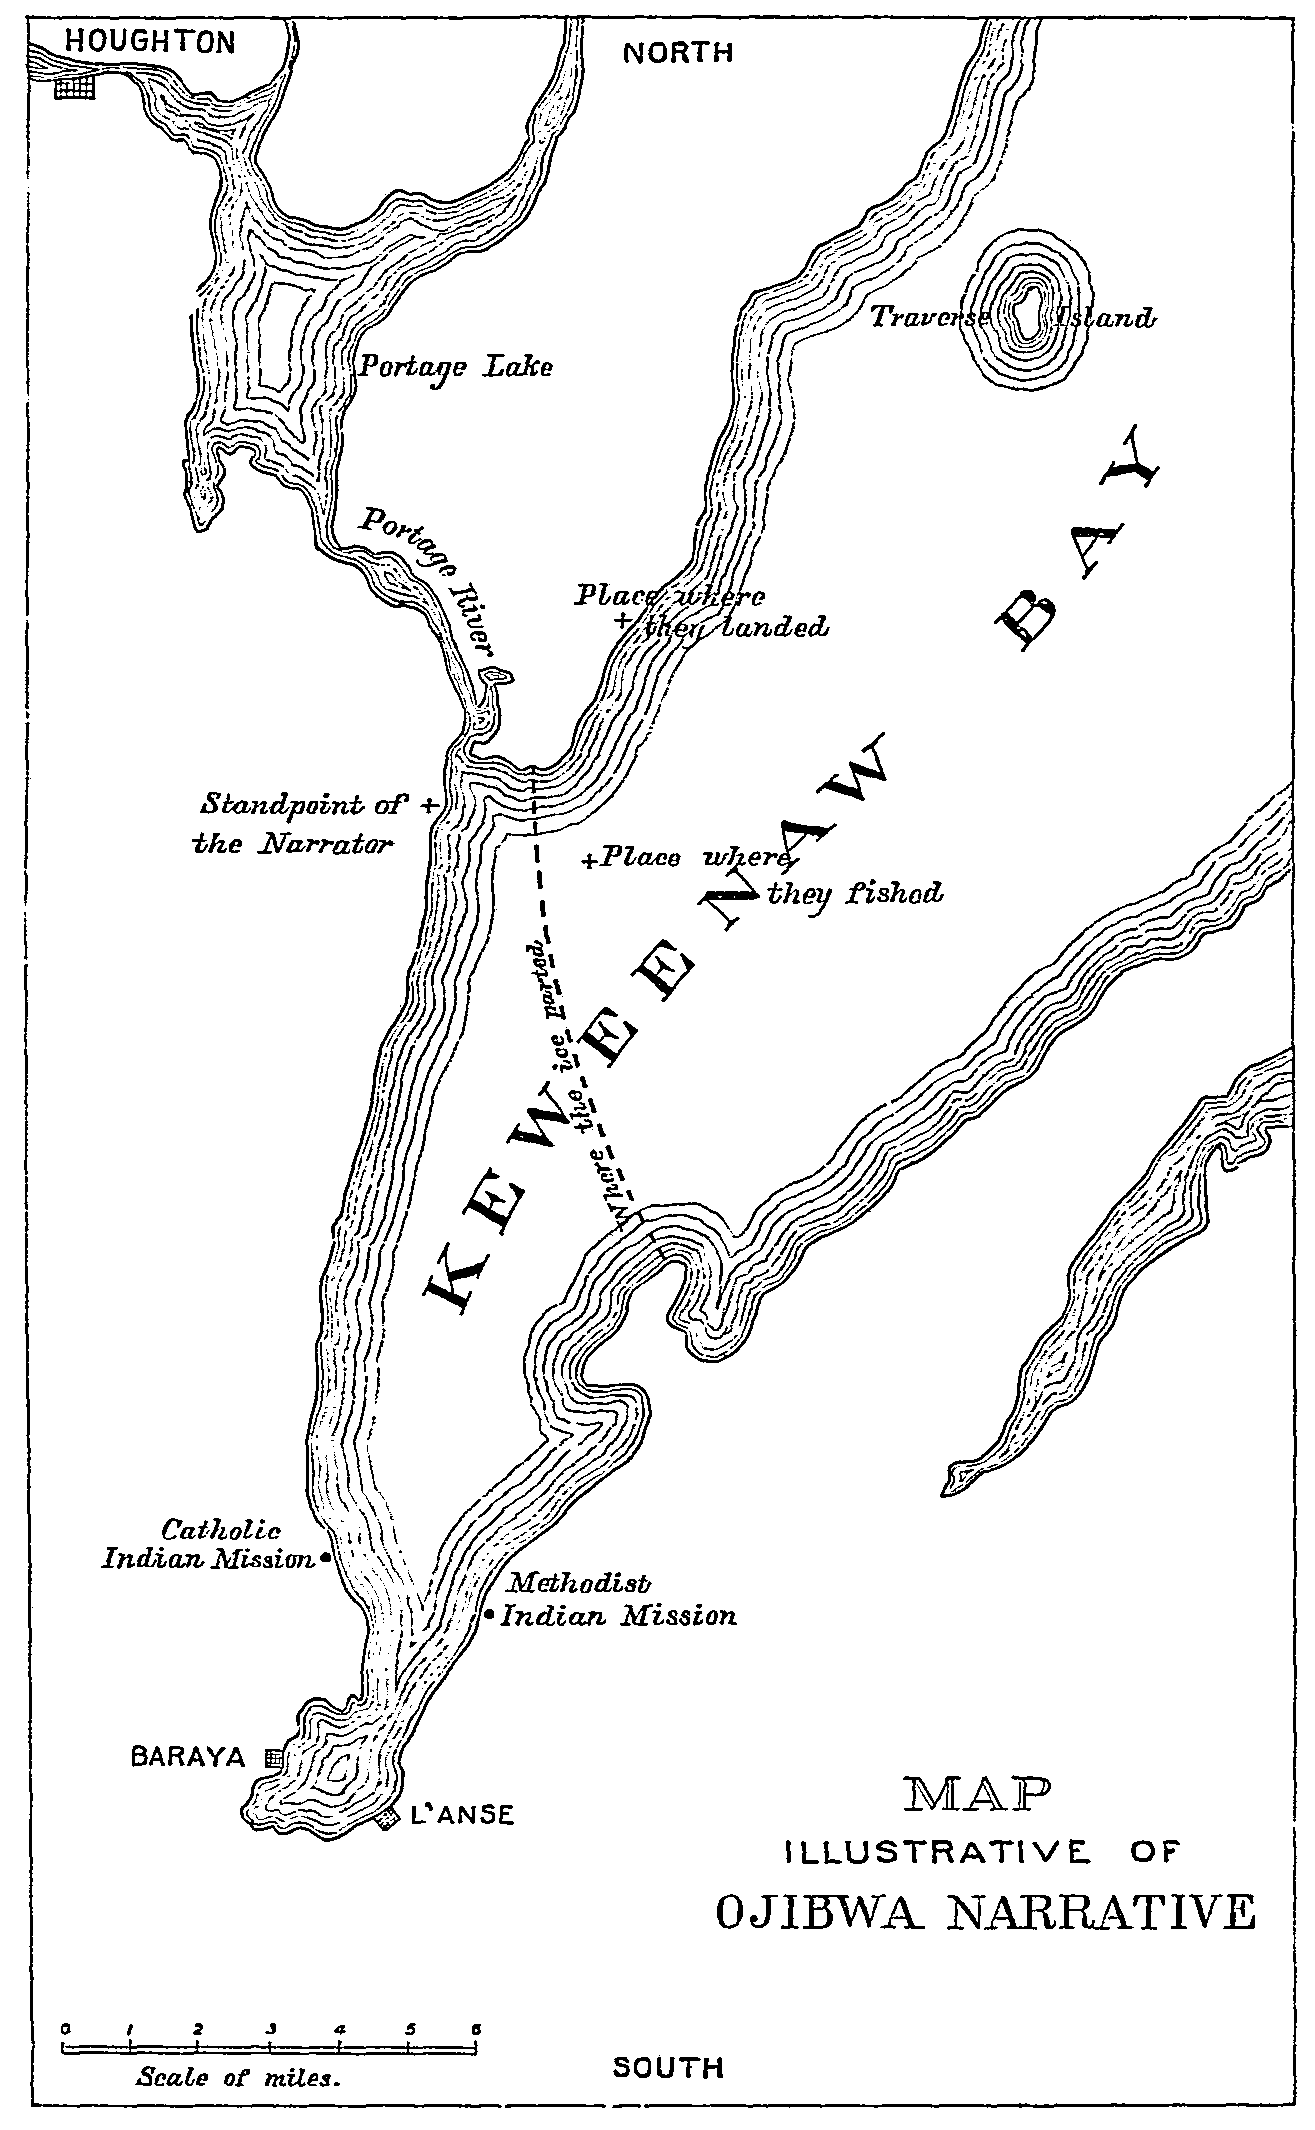 HOUGHTON
NORTH
Traverse Island
Portage Lake
BAY
Portage River
Place where
they landed
Standpoint of
the Narrator
Place where
they fished
KEWEENAW
Where the ice parted
Catholic
Indian Mission
Methodist
Indian Mission
BARAYA
L'ANSE
MAP
ILLUSTRATIVE OF
OJIBWA NARRATIVE
0 1 2 3 4 5 6
Scale of miles.
SOUTH